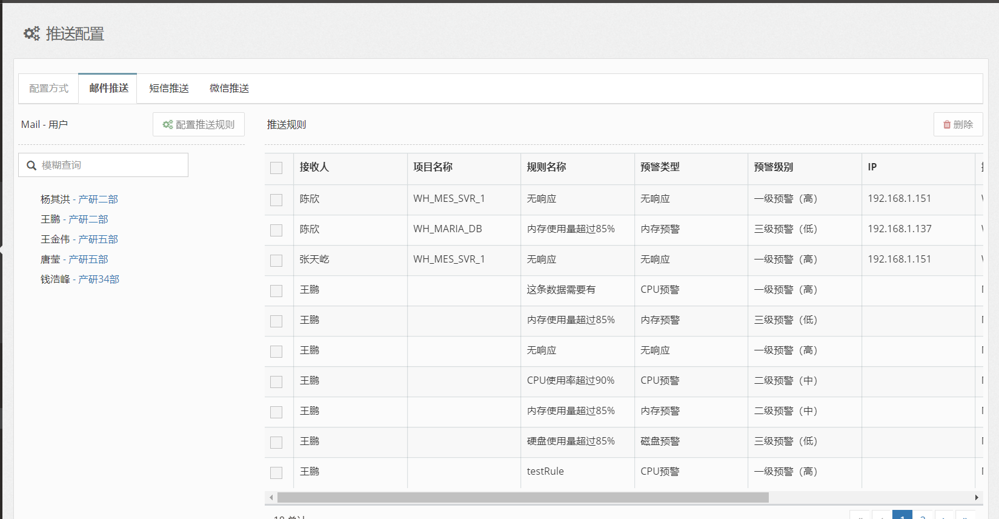 推送配置
配置方式 邮件推送 短信推送 微信推送
Mail - 用户 配置推送规则 推送规则 删除
模糊查询
杨其洪 - 产研二部
王鹏 - 产研二部
王金伟 - 产研五部
唐莹 - 产研五部
钱浩峰 - 产研34部
接收人 项目名称 规则名称 预警类型 预警级别 IP
陈欣 WH_MES_SVR_1 无响应 无响应 一级预警（高） 192.168.1.151
陈欣 WH_MARIA_DB 内存使用量超过85% 内存预警 三级预警（低） 192.168.1.137
张天屹 WH_MES_SVR_1 无响应 无响应 一级预警（高） 192.168.1.151
王鹏 这条数据需要有 CPU预警 一级预警（高）
王鹏 内存使用量超过85% 内存预警 三级预警（低）
王鹏 无响应 无响应 一级预警（高）
王鹏 CPU使用率超过90% CPU预警 二级预警（中）
王鹏 内存使用量超过85% 内存预警 二级预警（中）
王鹏 硬盘使用量超过85% 磁盘预警 三级预警（低）
王鹏 testRule CPU预警 一级预警（高）